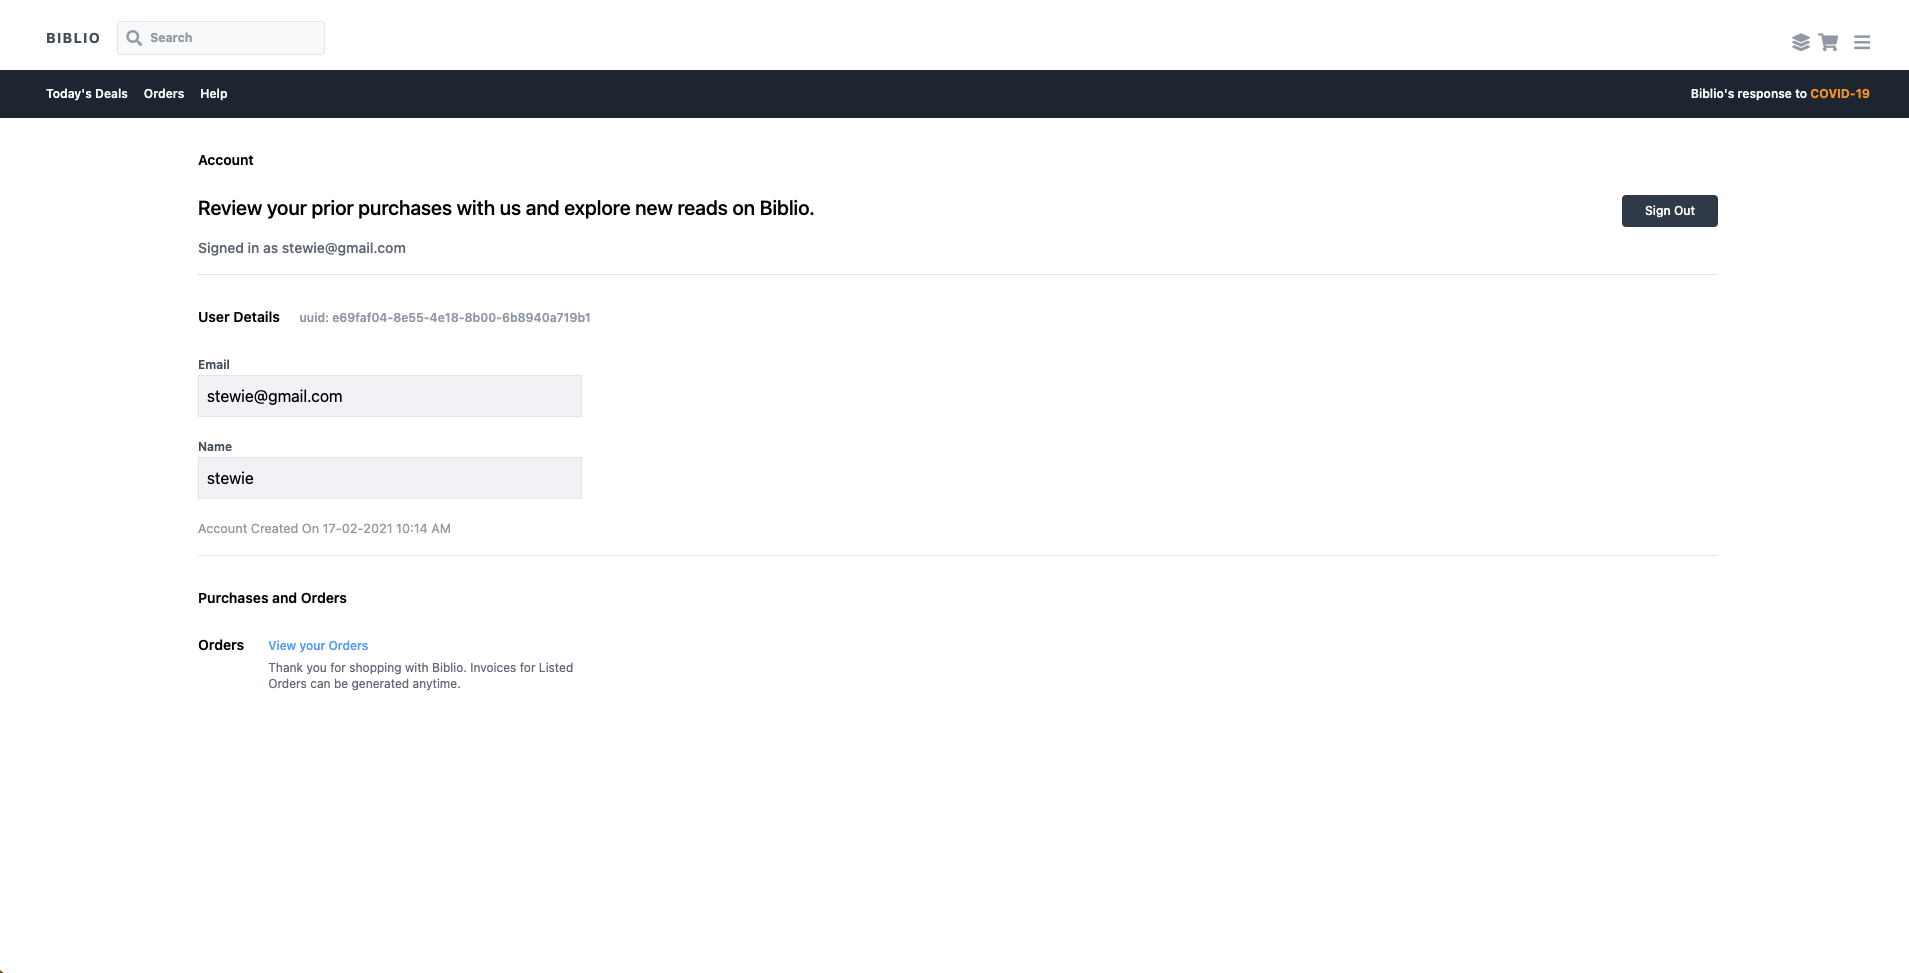 BIBLIO
Search
Today's Deals
Orders
Help
Biblio's response to COVID-19
Account
Review your prior purchases with us and explore new reads on Biblio.
Sign Out
Signed in as stewie@gmail.com
User Details
uuid: e69faf04-8e55-4e18-8b00-6b8940a719b1
Email
stewie@gmail.com
Name
stewie
Account Created On 17-02-2021 10:14 AM
Purchases and Orders
Orders
View your Orders
Thank you for shopping with Biblio. Invoices for Listed
Orders can be generated anytime.